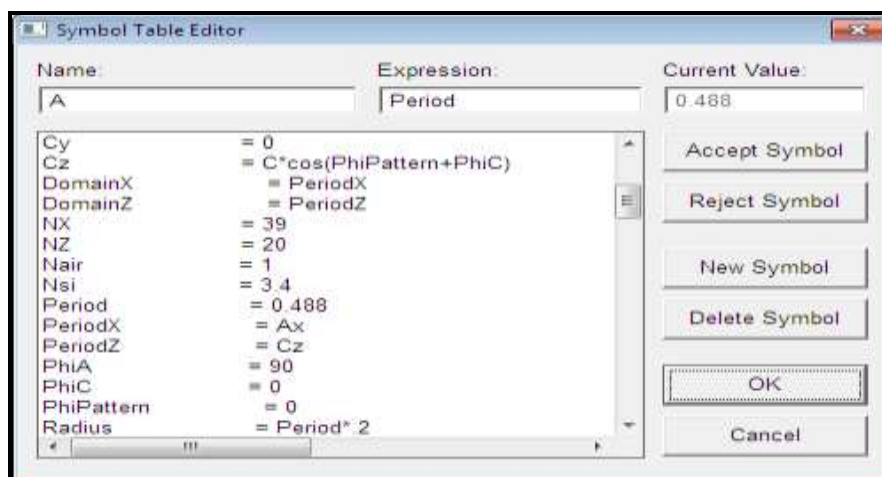 Symbol Table Editor
Name: Expression: Current Value:
A Period 0.488
Cy = 0
Cz = C*cos(PhiPattern+PhiC)
DomainX = PeriodX
DomainZ = PeriodZ
NX = 39
NZ = 20
Nair = 1
Nsi = 3.4
Period = 0.488
PeriodX = Ax
PeriodZ = Cz
PhiA = 90
PhiC = 0
PhiPattern = 0
Radius = Period* 2
Accept Symbol
Reject Symbol
New Symbol
Delete Symbol
OK
Cancel